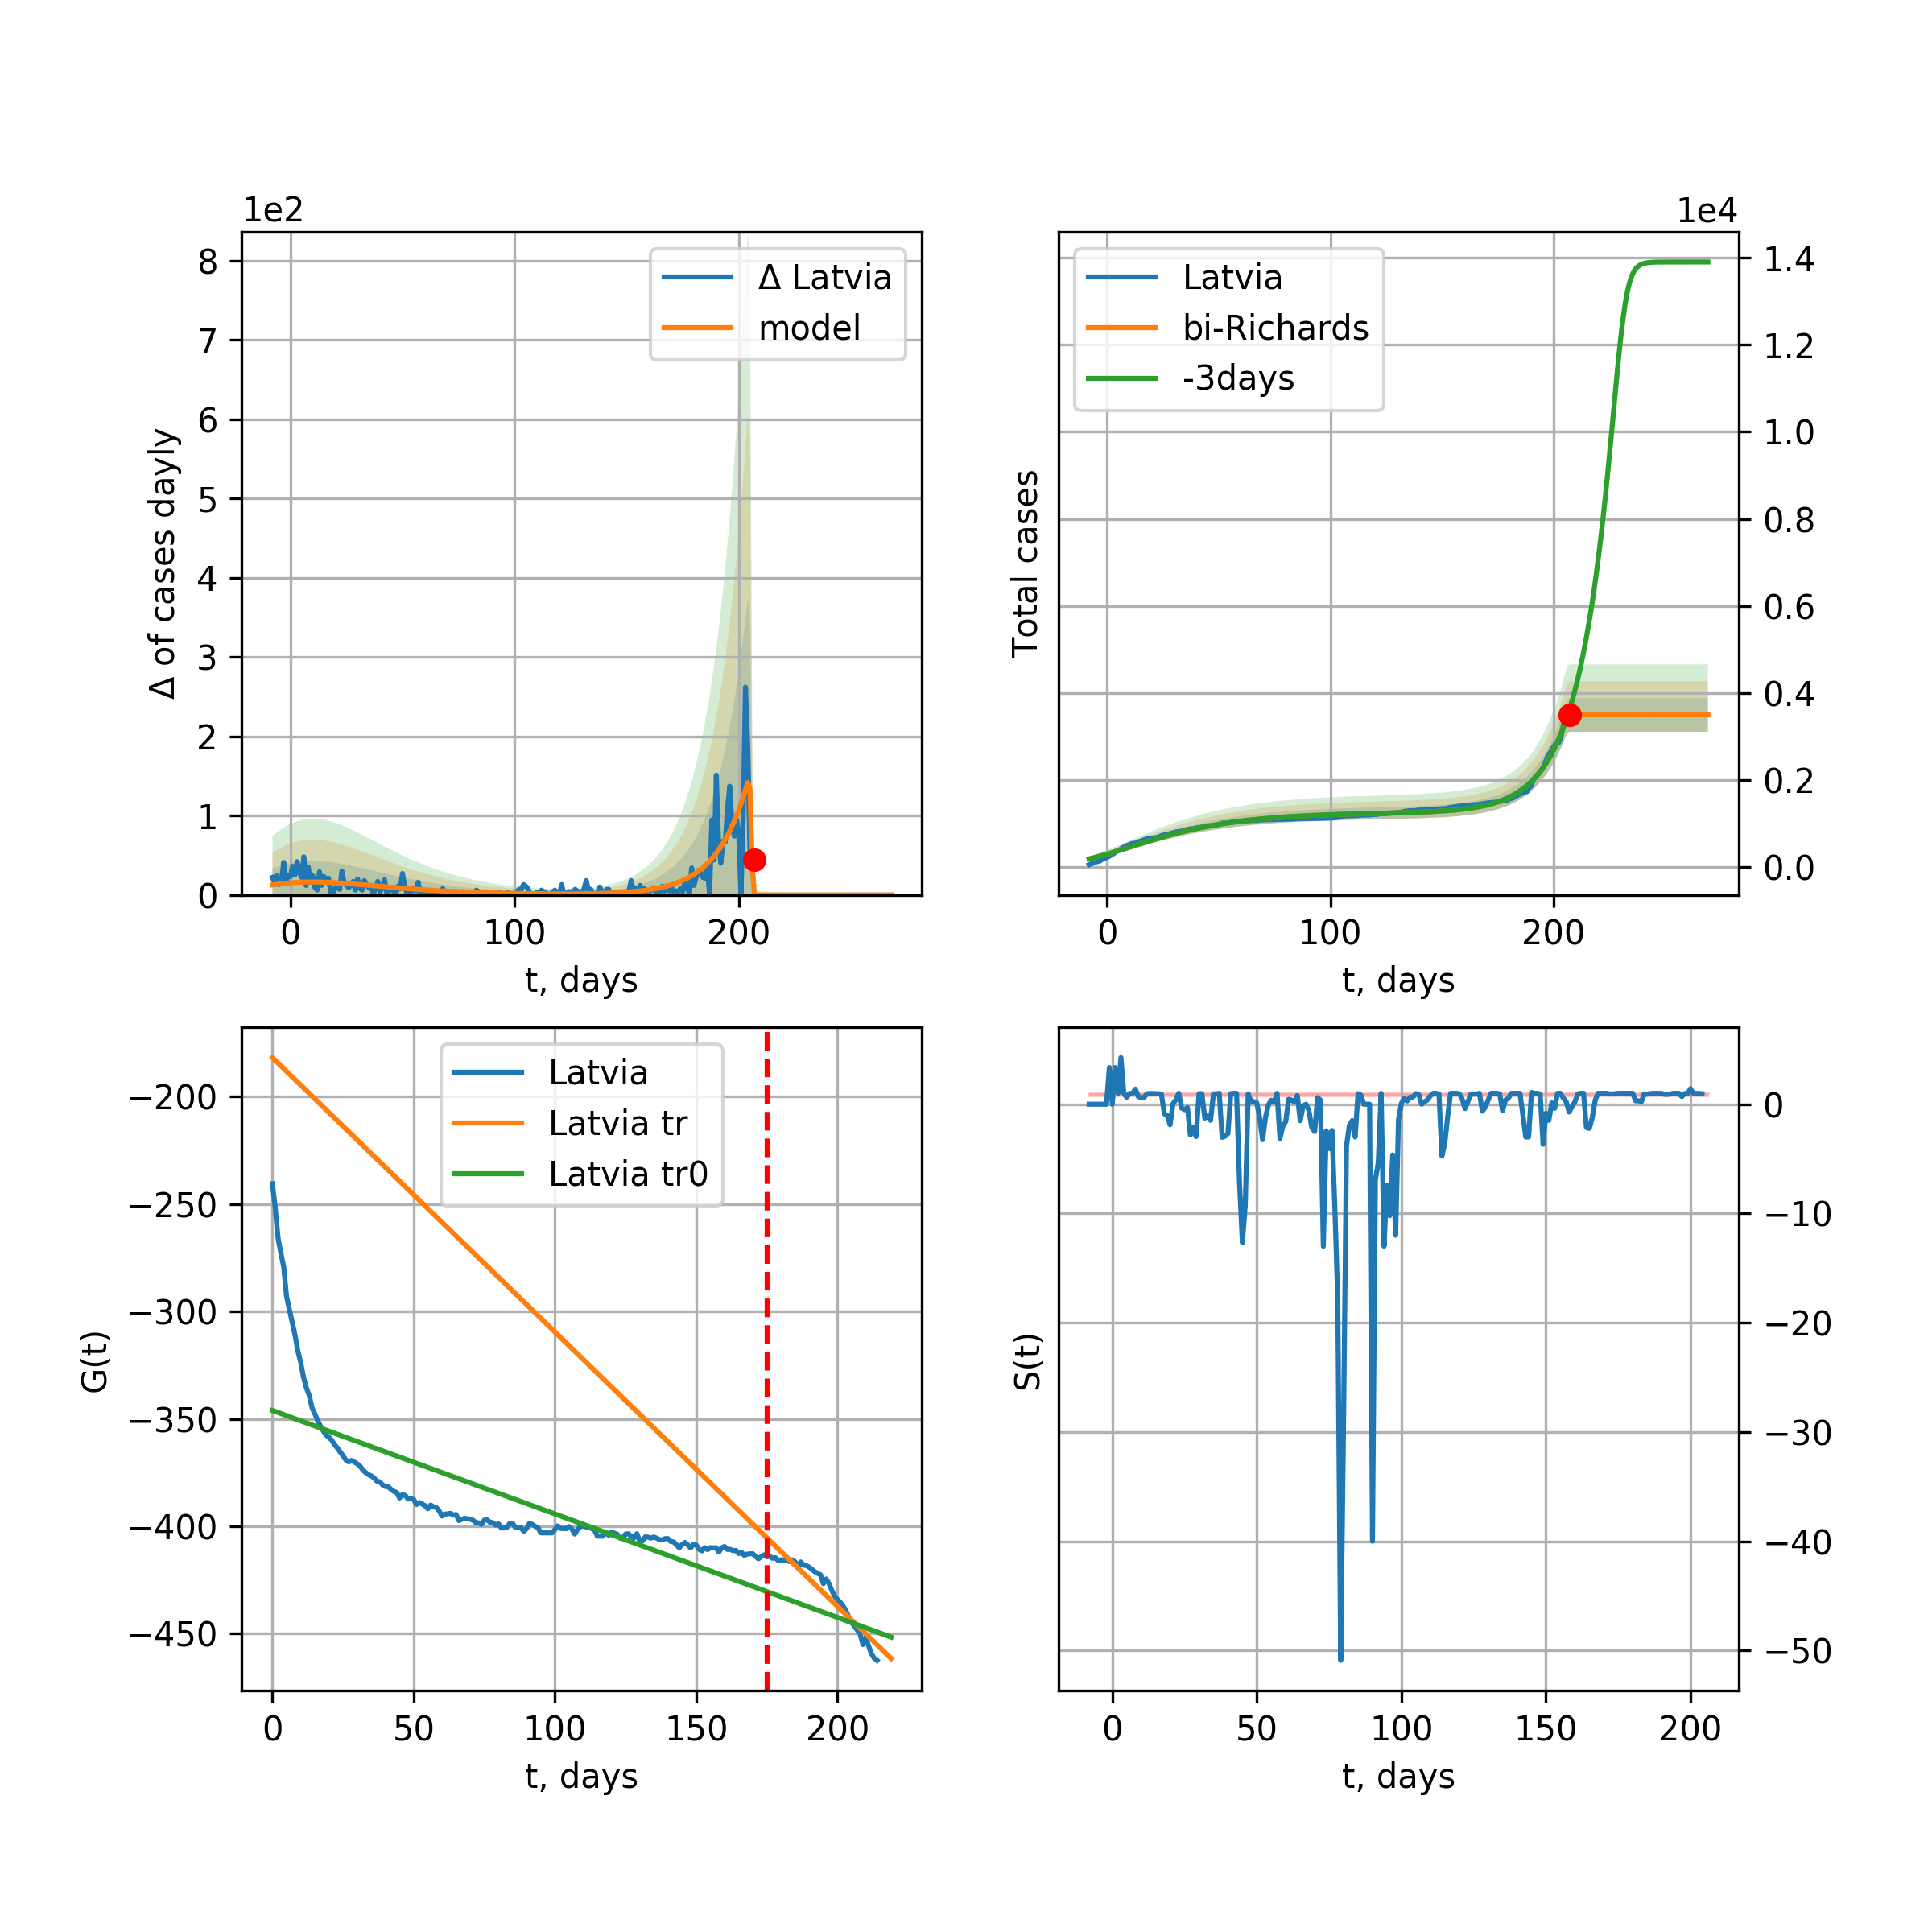 1e2
8
7
6
5
4
3
2
1
0
Δ of cases dayly
Δ Latvia
model
0 100 200
t, days
1e4
Latvia
bi-Richards
-3days
Total cases
1.4
1.2
1.0
0.8
0.6
0.4
0.2
0.0
0 100 200
t, days
Latvia
Latvia tr
Latvia tr0
G(t)
−200
−250
−300
−350
−400
−450
0 50 100 150 200
t, days
S(t)
0
−10
−20
−30
−40
−50
0 50 100 150 200
t, days